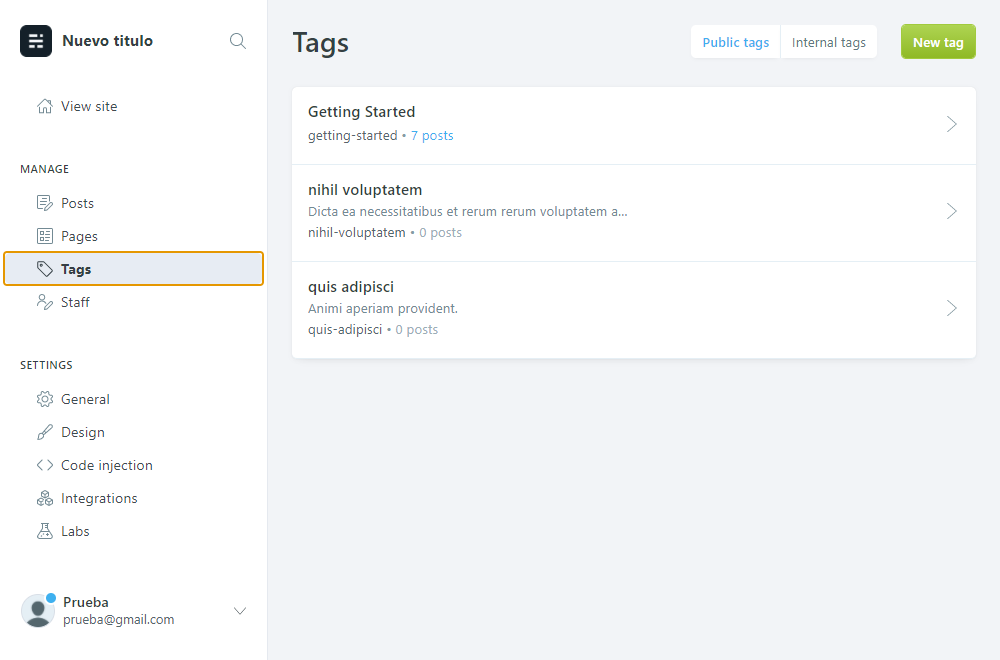 Nuevo titulo
View site
MANAGE
Posts
Pages
Tags
Staff
SETTINGS
General
Design
Code injection
Integrations
Labs
Prueba
prueba@gmail.com
Tags
Public tags
Internal tags
New tag
Getting Started
getting-started • 7 posts
nihil voluptatem
Dicta ea necessitatibus et rerum rerum voluptatem a...
nihil-voluptatem • 0 posts
quis adipisci
Animi aperiam provident.
quis-adipisci • 0 posts